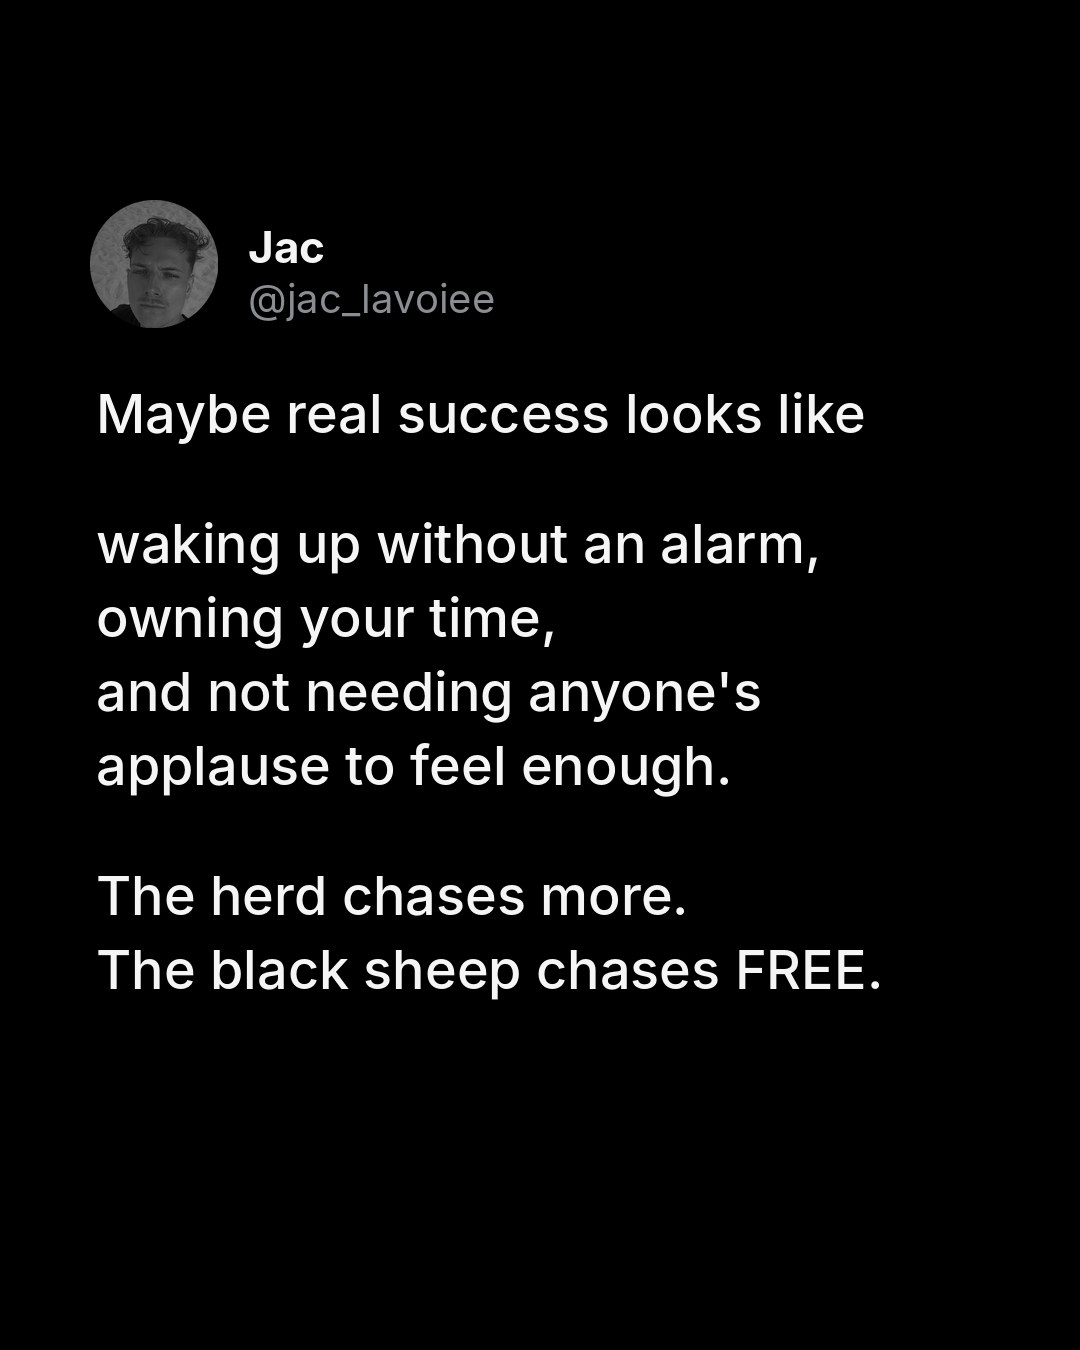 Jac
@jac_lavoiee
Maybe real success looks like
waking up without an alarm,
owning your time,
and not needing anyone's
applause to feel enough.
The herd chases more.
The black sheep chases FREE.